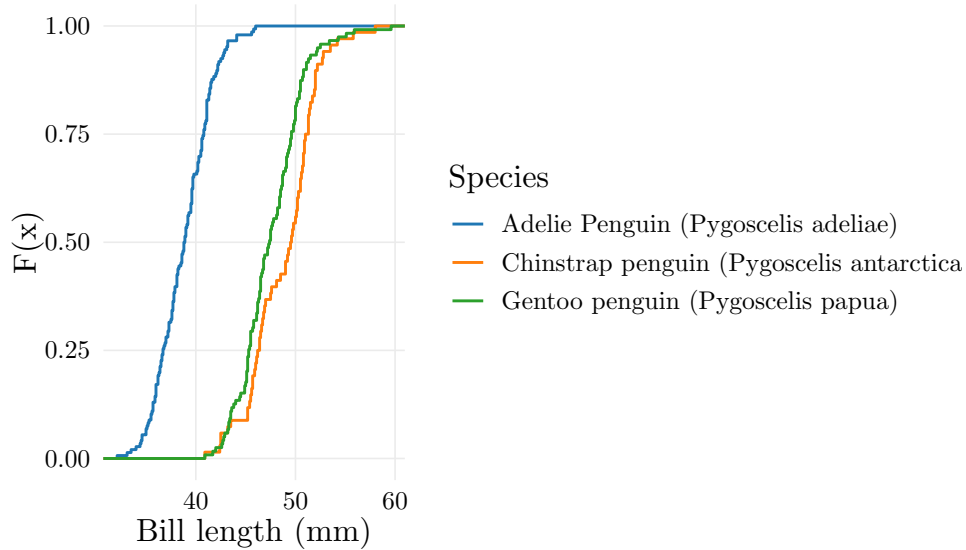 1.00
0.75
0.50
0.25
0.00
F(x)
40 50 60
Bill length (mm)
Species
Adelie Penguin (Pygoscelis adeliae)
Chinstrap penguin (Pygoscelis antarctica
Gentoo penguin (Pygoscelis papua)